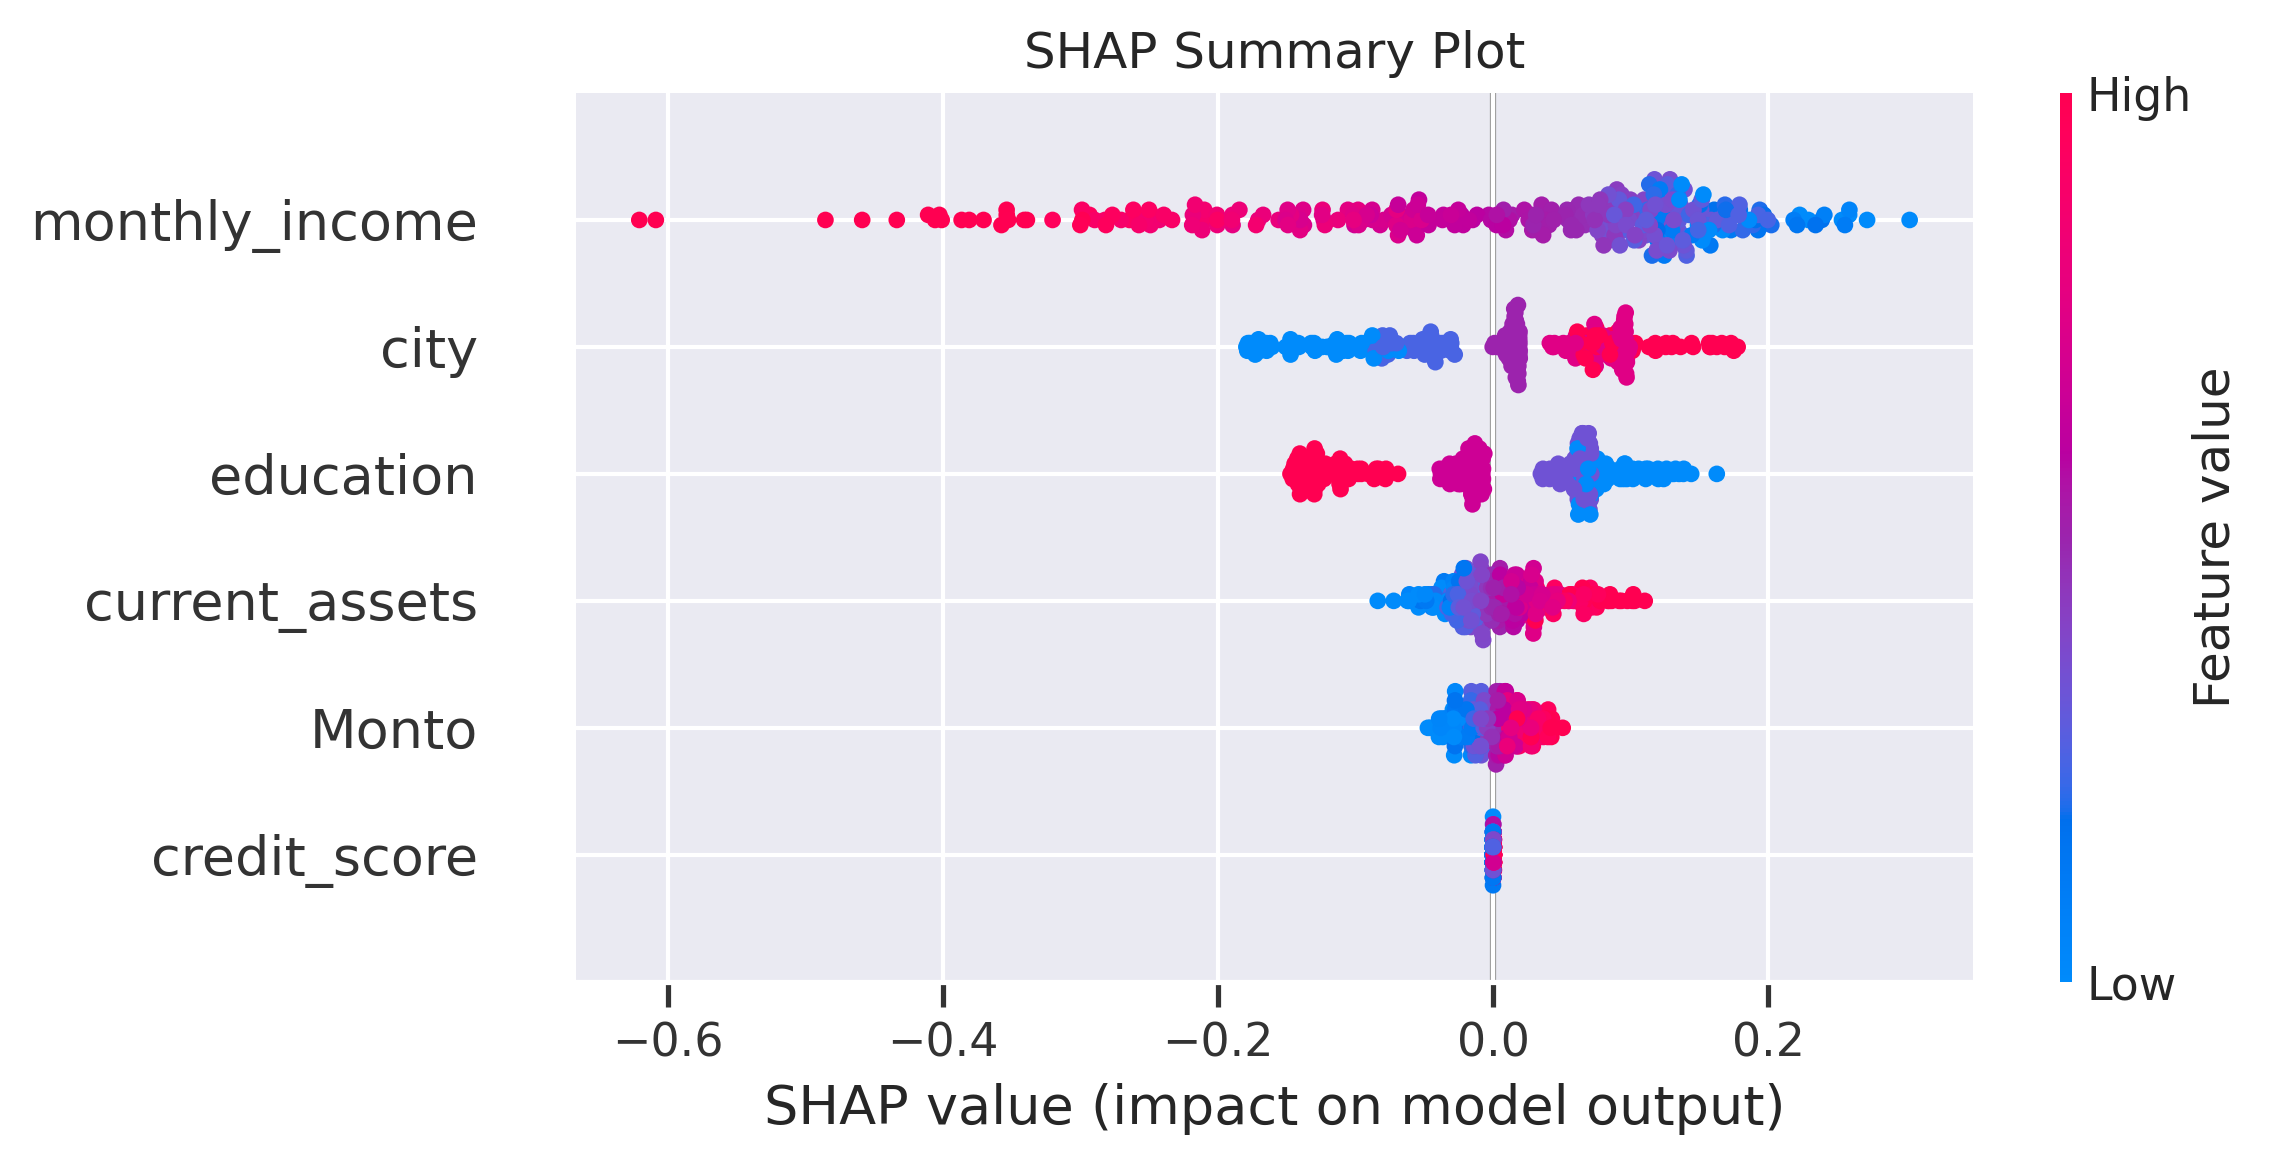 SHAP Summary Plot
High
monthly_income
city
education
current_assets
Monto
credit_score
Feature value
Low
−0.6 −0.4 −0.2 0.0 0.2
SHAP value (impact on model output)